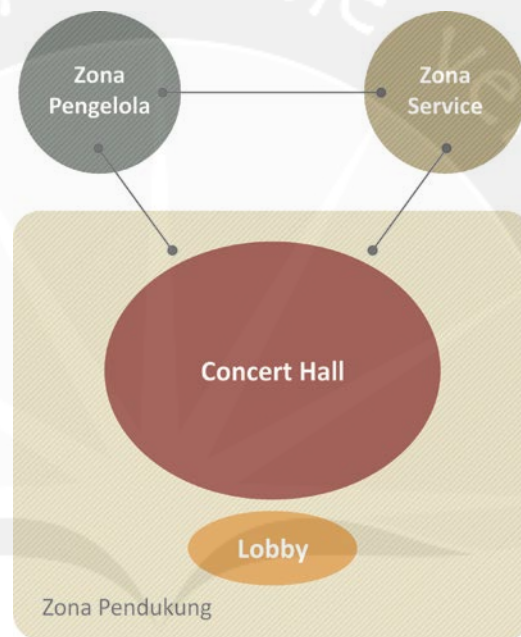 Zona
Pengelola
Zona
Service
Concert Hall
Lobby
Zona Pendukung